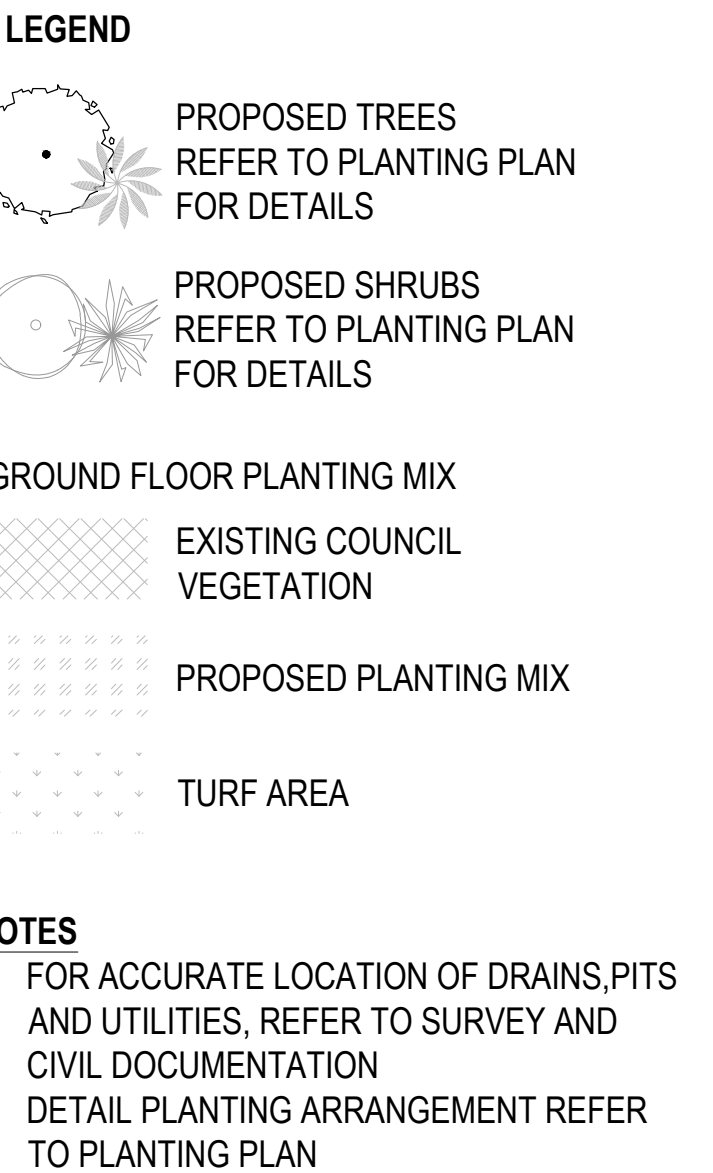 LEGEND
PROPOSED TREES
REFER TO PLANTING PLAN
FOR DETAILS
PROPOSED SHRUBS
REFER TO PLANTING PLAN
FOR DETAILS
GROUND FLOOR PLANTING MIX
EXISTING COUNCIL
VEGETATION
PROPOSED PLANTING MIX
TURF AREA
OTES
FOR ACCURATE LOCATION OF DRAINS,PITS
AND UTILITIES, REFER TO SURVEY AND
CIVIL DOCUMENTATION
DETAIL PLANTING ARRANGEMENT REFER
TO PLANTING PLAN